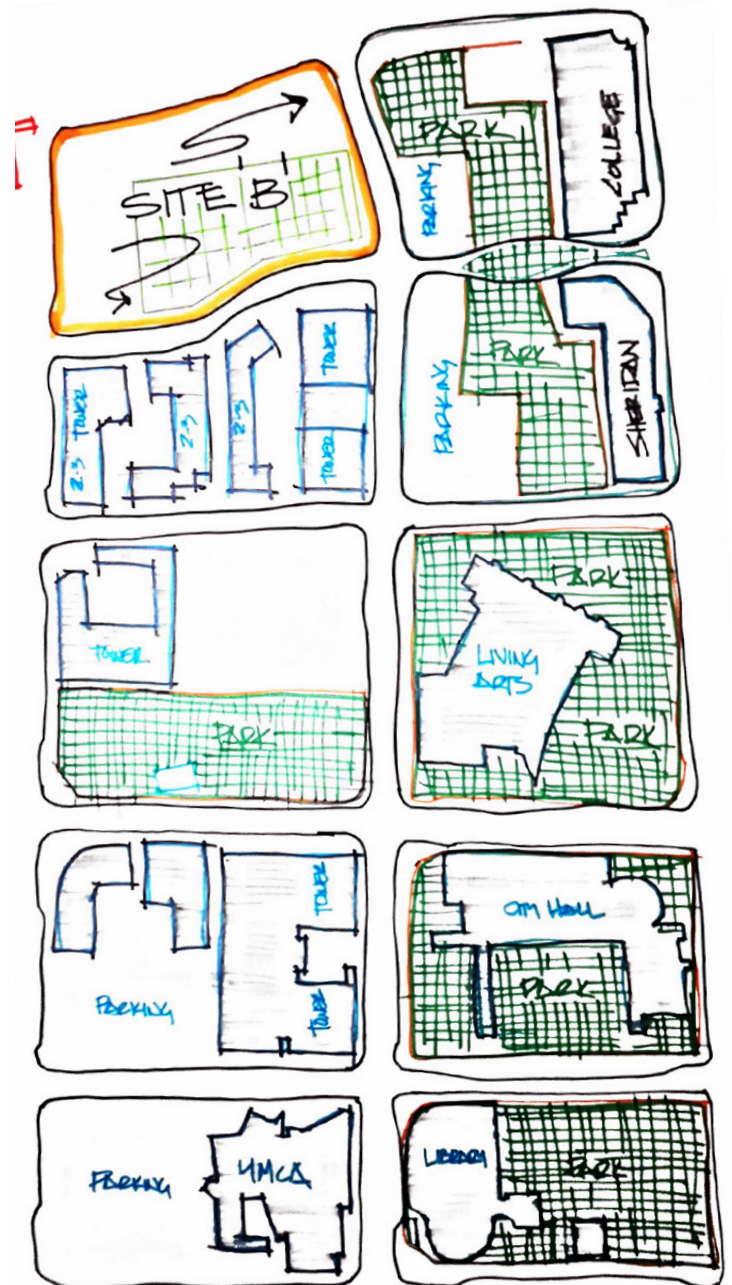 PARK
COLLEGE
PARKING
SITE B
PARK
PARKING
SHERIDAN
TOWER
2-3
2-3
2-3
TOWER
TOWER
PARK
LIVING
ARTS
PARK
TOWER
PARK
CITY HALL
PARK
TOWER
TOWER
PARKING
LIBRARY
PARK
PARKING
YMCA